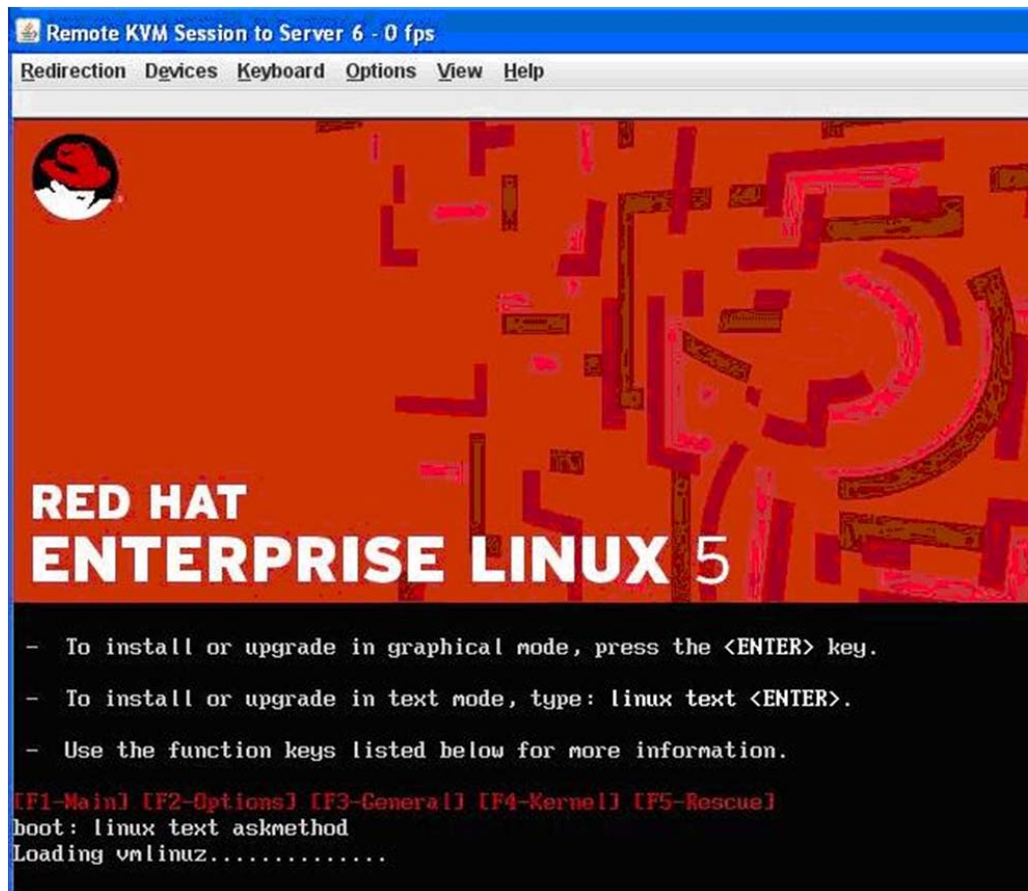 Remote KVM Session to Server 6 - 0 fps
Redirection Devices Keyboard Options View Help
RED HAT
ENTERPRISE LINUX 5
- To install or upgrade in graphical mode, press the <ENTER> key.
- To install or upgrade in text mode, type: linux text <ENTER>.
- Use the function keys listed below for more information.
[F1-Main] [F2-Options] [F3-General] [F4-Kernel] [F5-Rescue]
boot: linux text askmethod
Loading vmlinuz..............